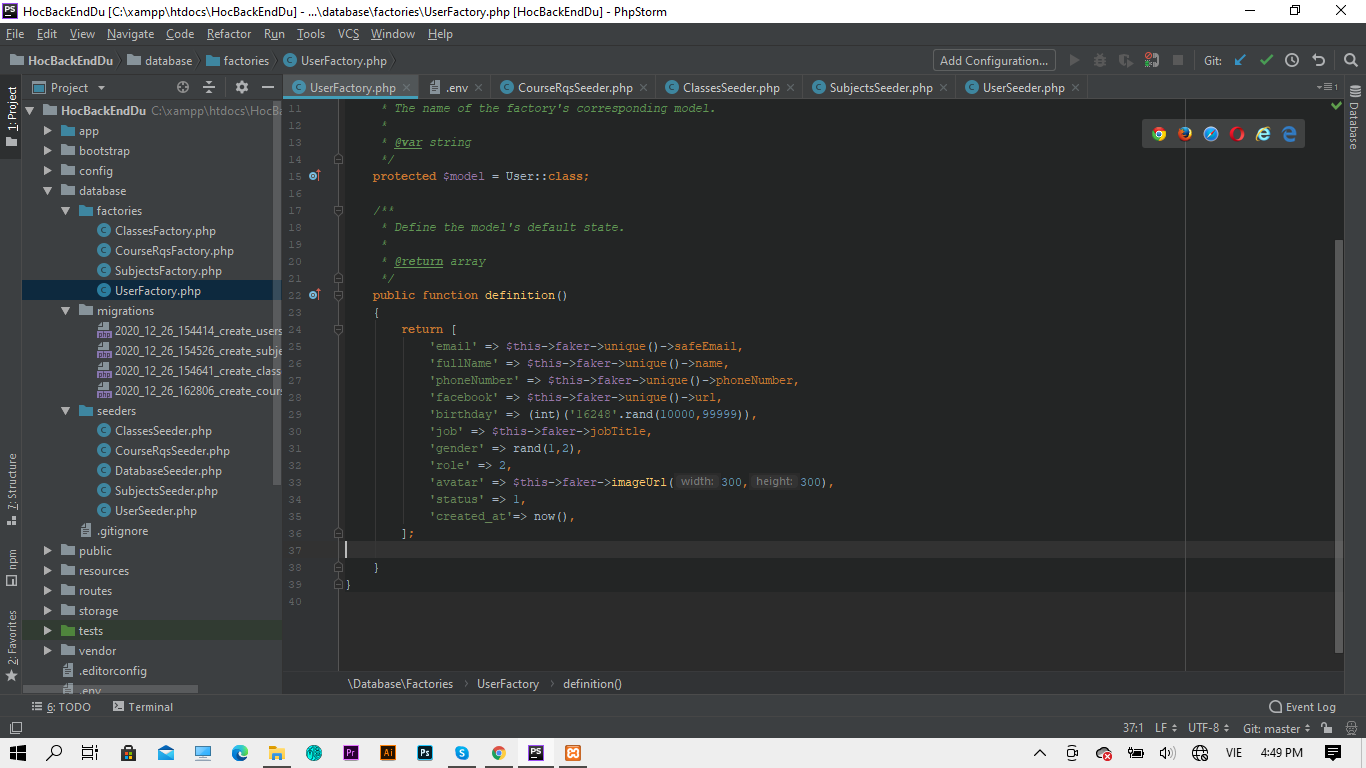 HocBackEndDu [C:\xampp\htdocs\HocBackEndDu] - ...\database\factories\UserFactory.php [HocBackEndDu] - PhpStorm
File Edit View Navigate Code Refactor Run Tools VCS Window Help
HocBackEndDu database factories UserFactory.php Add Configuration... Git:
Project
UserFactory.php .env CourseRqsSeeder.php ClassesSeeder.php SubjectsSeeder.php UserSeeder.php
1: Project
7: Structure
npm
2: Favorites
Database
HocBackEndDu C:\xampp\htdocs\HocBa
app
bootstrap
config
database
factories
ClassesFactory.php
CourseRqsFactory.php
SubjectsFactory.php
UserFactory.php
migrations
2020_12_26_154414_create_users
2020_12_26_154526_create_subje
2020_12_26_154641_create_class
2020_12_26_162806_create_cour
seeders
ClassesSeeder.php
CourseRqsSeeder.php
DatabaseSeeder.php
SubjectsSeeder.php
UserSeeder.php
.gitignore
public
resources
routes
storage
tests
vendor
.editorconfig
.env
11 * The name of the factory's corresponding model.
12 *
13 * @var string
14 */
15 protected $model = User::class;
16
17 /**
18 * Define the model's default state.
19 *
20 * @return array
21 */
22 public function definition()
23 {
24 return [
25 'email' => $this->faker->unique()->safeEmail,
26 'fullName' => $this->faker->unique()->name,
27 'phoneNumber' => $this->faker->unique()->phoneNumber,
28 'facebook' => $this->faker->unique()->url,
29 'birthday' => (int)('16248'.rand(10000,99999)),
30 'job' => $this->faker->jobTitle,
31 'gender' => rand(1,2),
32 'role' => 2,
33 'avatar' => $this->faker->imageUrl( width: 300, height: 300),
34 'status' => 1,
35 'created_at'=> now(),
36 ];
37
38 }
39 }
40
\Database\Factories UserFactory definition()
6: TODO Terminal Event Log
37:1 LF UTF-8 Git: master
VIE 4:49 PM